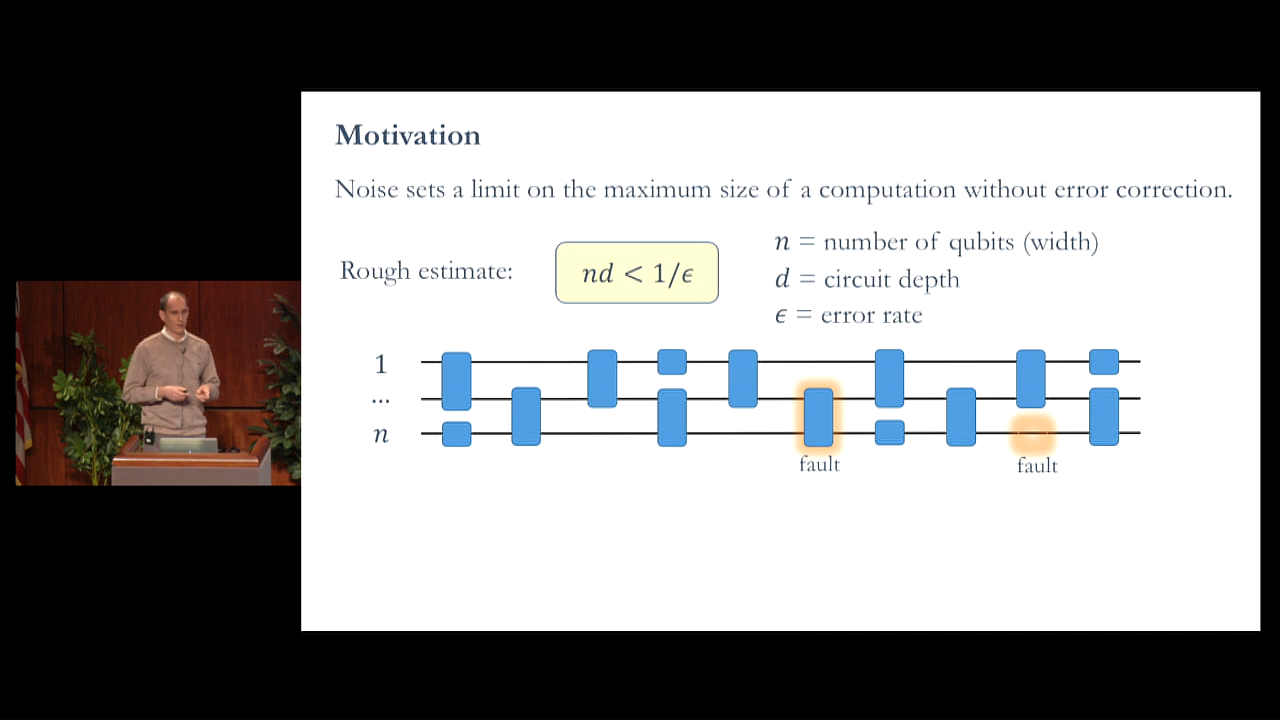 Motivation
Noise sets a limit on the maximum size of a computation without error correction.
Rough estimate:
nd < 1/ϵ
n = number of qubits (width)
d = circuit depth
ϵ = error rate
1
...
n
fault
fault